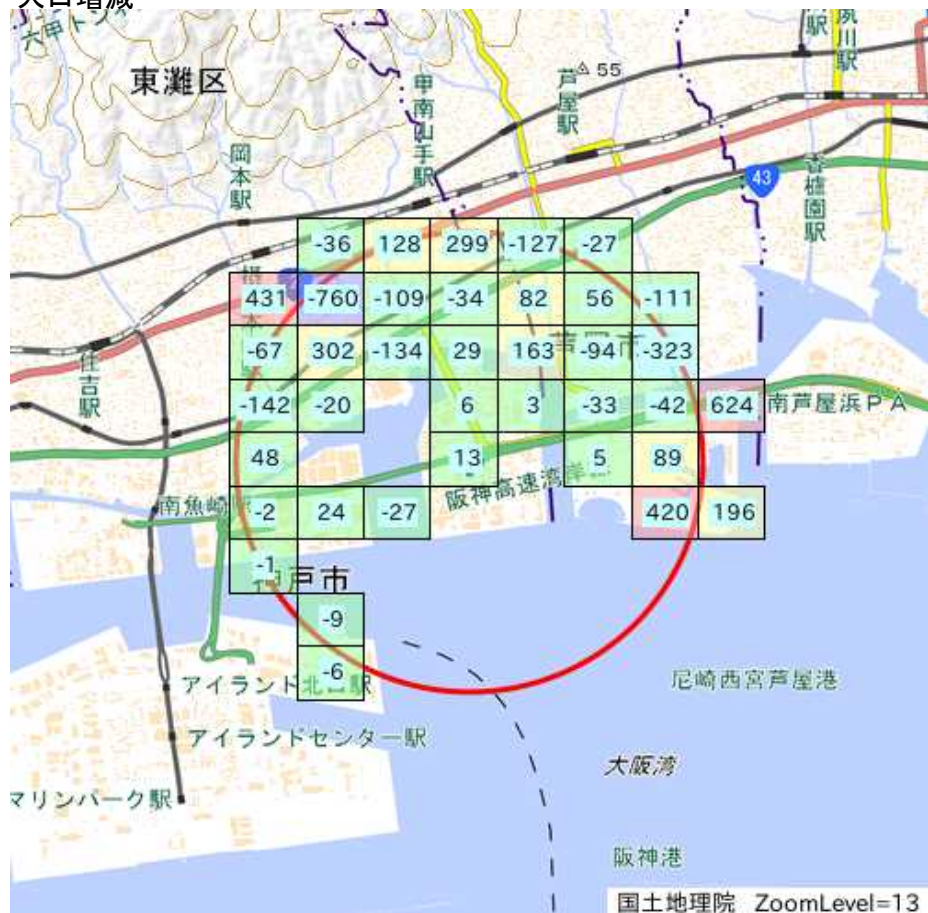 人口増減
六甲
東灘区
岡本駅
甲南山手駅
芦屋駅
55
夙川駅
43
香櫨園駅
-36 128 299 -127 -27
431 -760 -109 -34 82 56 -111
-67 302 -134 29 163 -94 -323
芦屋市
住吉駅
-142 -20 6 3 -33 -42 624
南芦屋浜PA
48 13 5 89
阪神高速湾岸
南魚崎駅
-2 24 -27 420 196
-1
神戸市
-9
-6
アイランド北口駅
尼崎西宮芦屋港
アイランドセンター駅
大阪湾
マリンパーク駅
阪神港
国土地理院 ZoomLevel=13